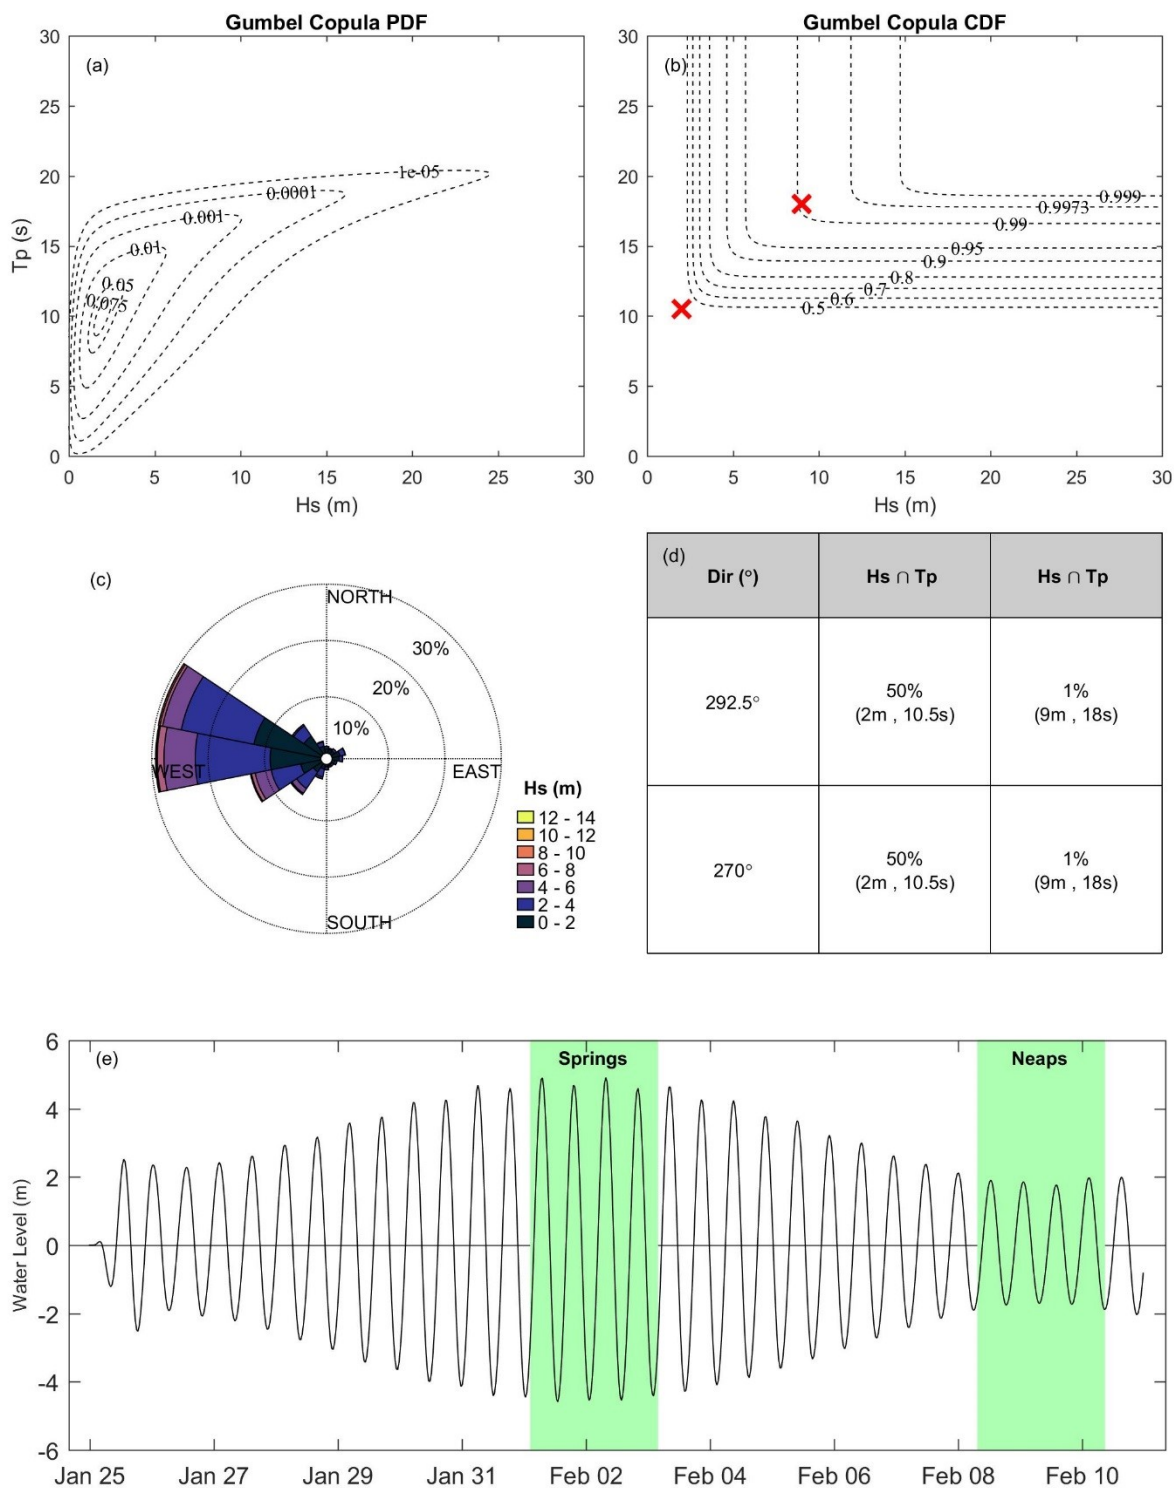 Gumbel Copula PDF
(a)
30
25
20
15
10
5
0
Tp (s)
1e-05
0.0001
0.001
0.01
0.05
0.075
0 5 10 15 20 25 30
Hs (m)
Gumbel Copula CDF
(b)
30
25
20
15
10
5
0
0.999
0.9973
0.99
0.95
0.9
0.8
0.7
0.6
0.5
0 5 10 15 20 25 30
Hs (m)
(c)
NORTH
30%
20%
10%
WEST
EAST
SOUTH
Hs (m)
12 - 14
10 - 12
8 - 10
6 - 8
4 - 6
2 - 4
0 - 2
(d)
Dir (°) Hs ∩ Tp Hs ∩ Tp
292.5° 50% 1%
(2m , 10.5s) (9m , 18s)
270° 50% 1%
(2m , 10.5s) (9m , 18s)
(e)
Springs
Neaps
6
4
2
0
-2
-4
-6
Water Level (m)
Jan 25 Jan 27 Jan 29 Jan 31 Feb 02 Feb 04 Feb 06 Feb 08 Feb 10